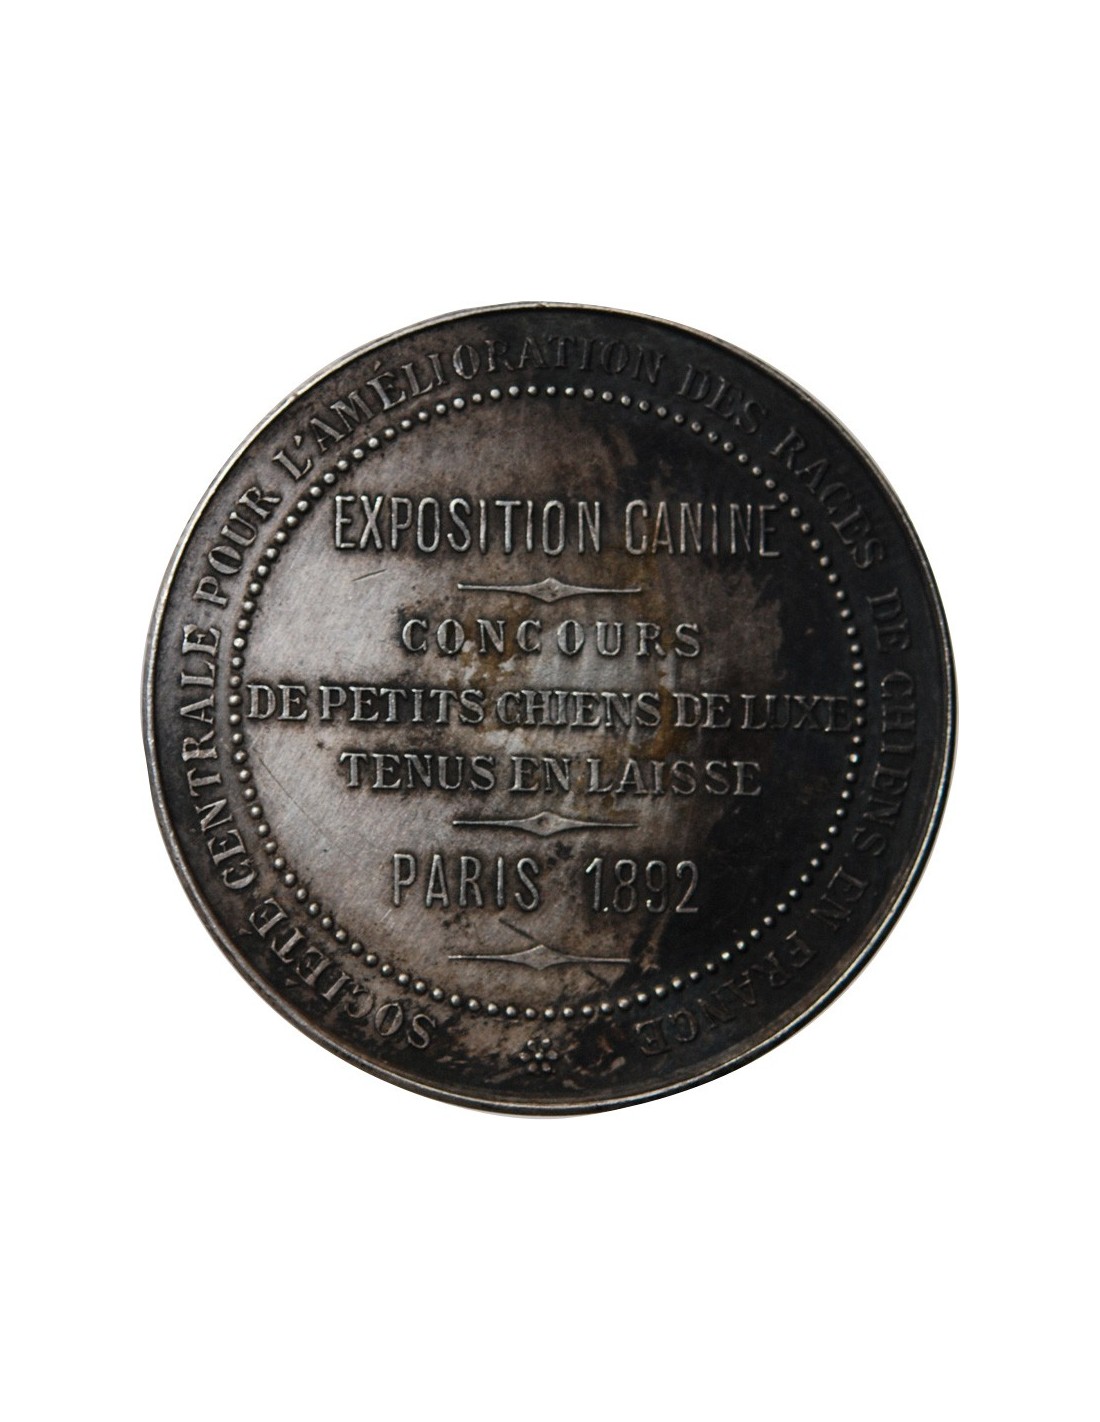 SOCIÉTÉ CENTRALE POUR L'AMÉLIORATION DES RACES DE CHIENS EN FRANCE
EXPOSITION CANINE
CONCOURS
DE PETITS CHIENS DE LUXE
TENUS EN LAISSE
PARIS 1892